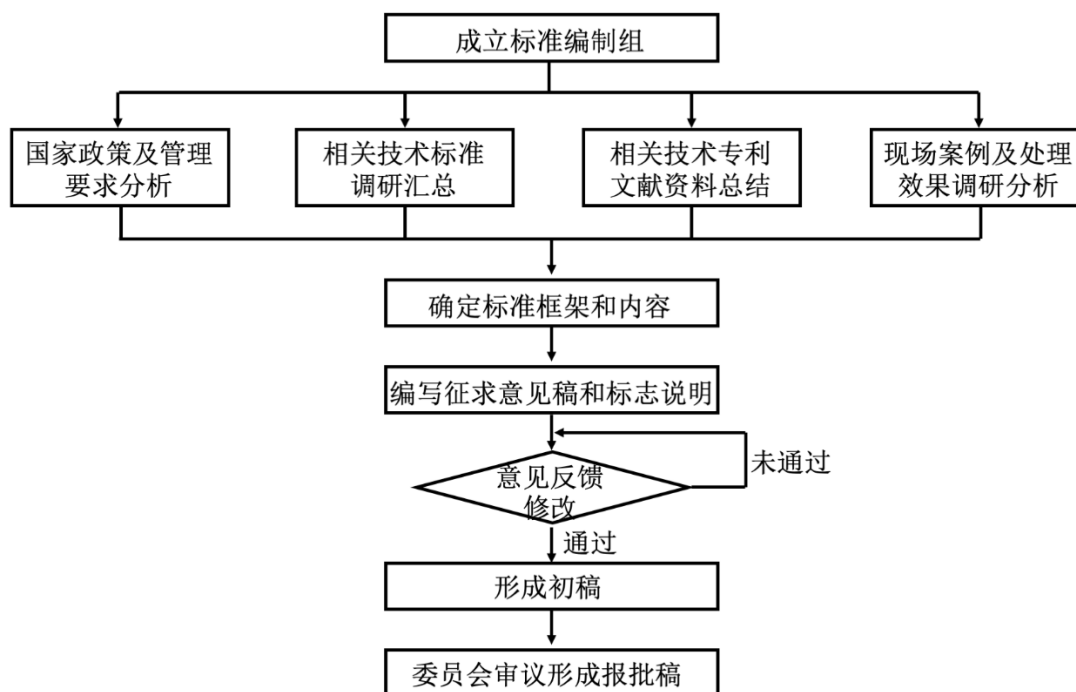 成立标准编制组
国家政策及管理
要求分析
相关技术标准
调研汇总
相关技术专利
文献资料总结
现场案例及处理
效果调研分析
确定标准框架和内容
编写征求意见稿和标志说明
意见反馈
修改
未通过
通过
形成初稿
委员会审议形成报批稿